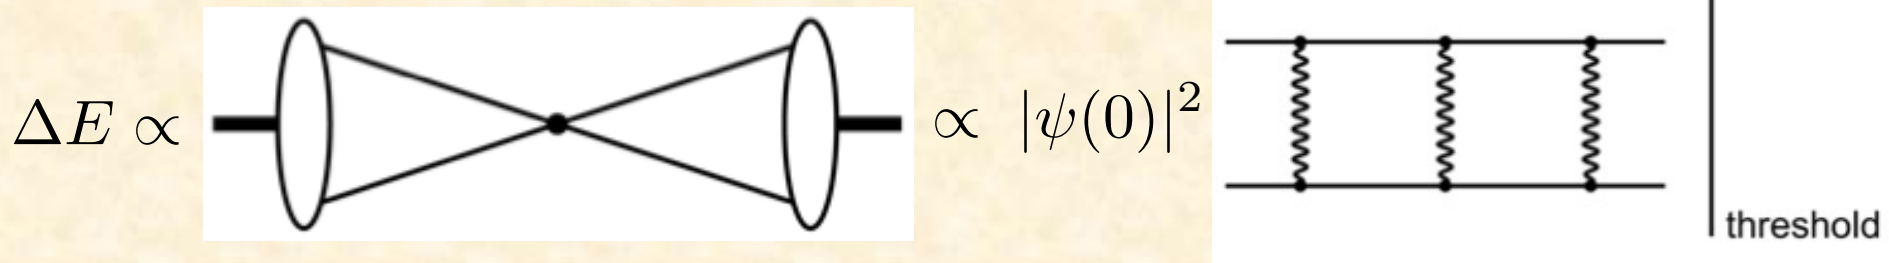 ΔE ∝ ∝ |ψ(0)|²
threshold